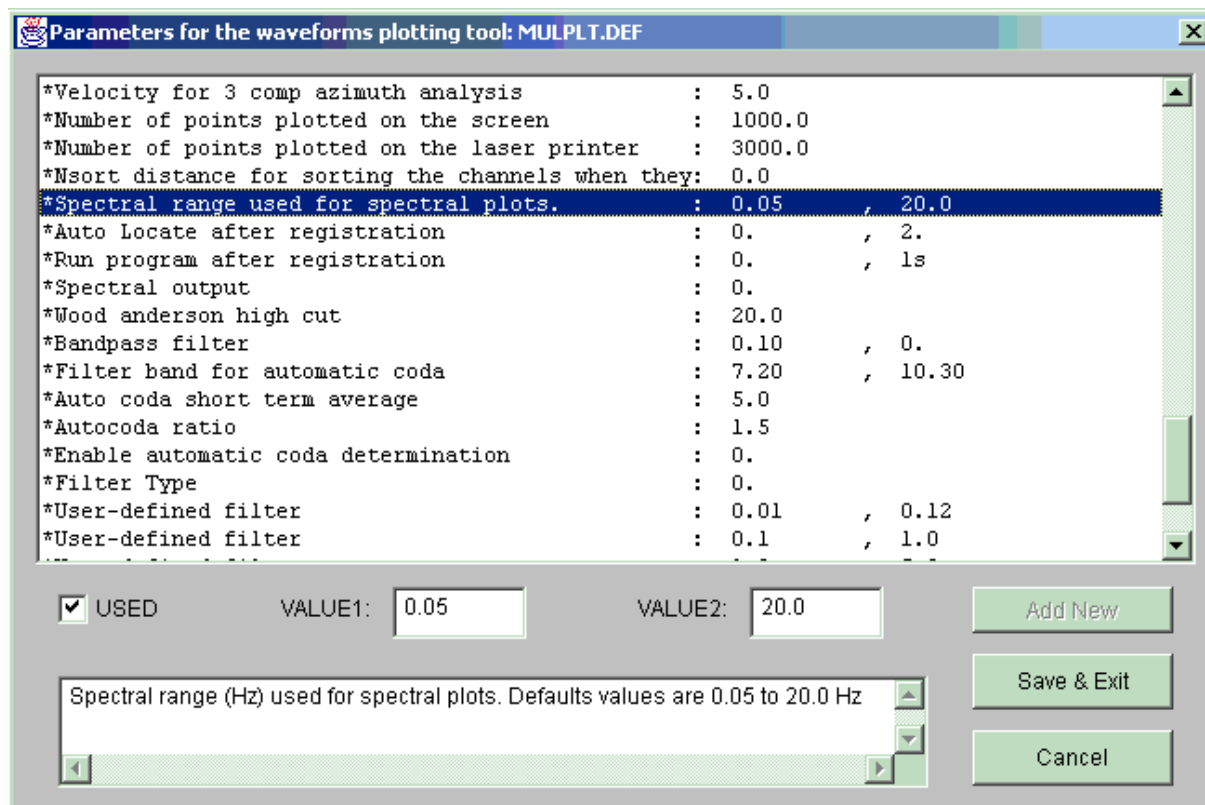 Parameters for the waveforms plotting tool: MULPLT.DEF
*Velocity for 3 comp azimuth analysis : 5.0
*Number of points plotted on the screen : 1000.0
*Number of points plotted on the laser printer : 3000.0
*Nsort distance for sorting the channels when they: 0.0
*Spectral range used for spectral plots. : 0.05 , 20.0
*Auto Locate after registration : 0. , 2.
*Run program after registration : 0. , ls
*Spectral output : 0.
*Wood anderson high cut : 20.0
*Bandpass filter : 0.10 , 0.
*Filter band for automatic coda : 7.20 , 10.30
*Auto coda short term average : 5.0
*Autocoda ratio : 1.5
*Enable automatic coda determination : 0.
*Filter Type : 0.
*User-defined filter : 0.01 , 0.12
*User-defined filter : 0.1 , 1.0
USED VALUE1: 0.05 VALUE2: 20.0 Add New
Spectral range (Hz) used for spectral plots. Defaults values are 0.05 to 20.0 Hz
Save & Exit
Cancel